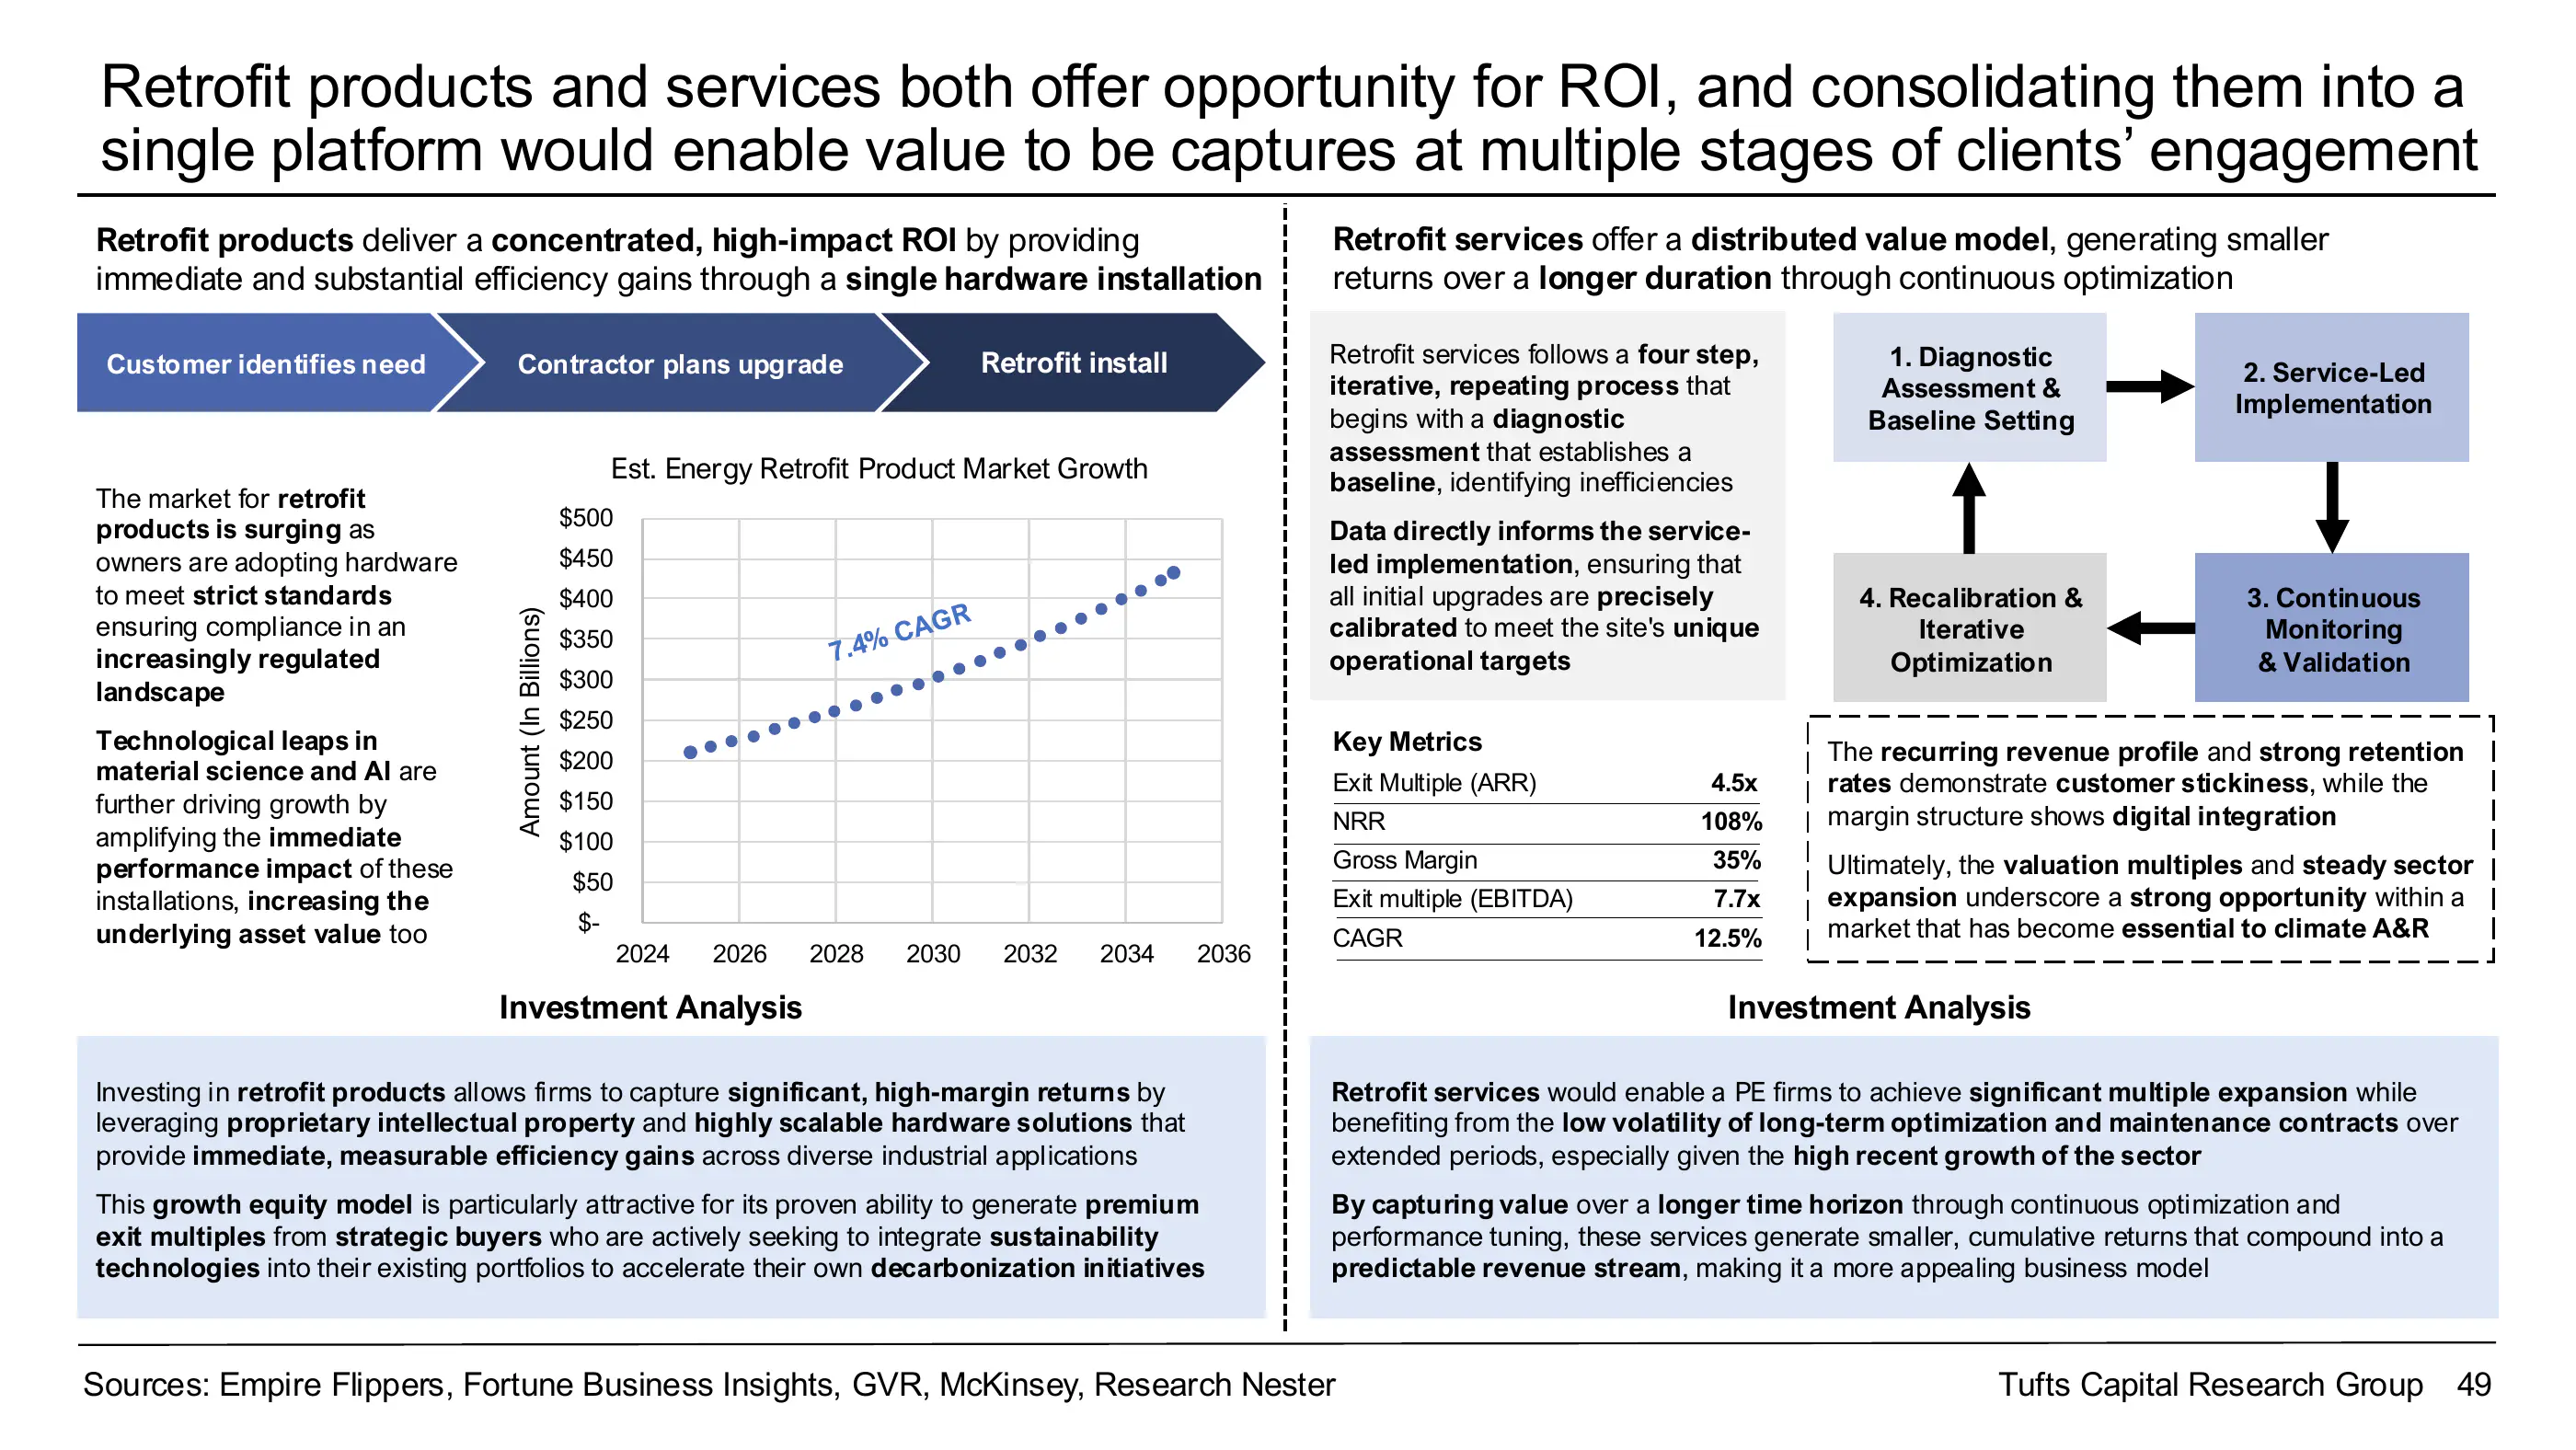 Retrofit products and services both offer opportunity for ROI, and consolidating them into a
single platform would enable value to be captures at multiple stages of clients’ engagement
Retrofit products deliver a concentrated, high-impact ROI by providing
immediate and substantial efficiency gains through a single hardware installation
Customer identifies need
Contractor plans upgrade
Retrofit install
The market for retrofit
products is surging as
owners are adopting hardware
to meet strict standards
ensuring compliance in an
increasingly regulated
landscape
Technological leaps in
material science and AI are
further driving growth by
amplifying the immediate
performance impact of these
installations, increasing the
underlying asset value too
Est. Energy Retrofit Product Market Growth
Amount (In Billions)
$500
$450
$400
$350
$300
$250
$200
$150
$100
$50
$-
7.4% CAGR
2024 2026 2028 2030 2032 2034 2036
Investment Analysis
Investing in retrofit products allows firms to capture significant, high-margin returns by
leveraging proprietary intellectual property and highly scalable hardware solutions that
provide immediate, measurable efficiency gains across diverse industrial applications
This growth equity model is particularly attractive for its proven ability to generate premium
exit multiples from strategic buyers who are actively seeking to integrate sustainability
technologies into their existing portfolios to accelerate their own decarbonization initiatives
Retrofit services offer a distributed value model, generating smaller
returns over a longer duration through continuous optimization
Retrofit services follows a four step,
iterative, repeating process that
begins with a diagnostic
assessment that establishes a
baseline, identifying inefficiencies
Data directly informs the service-
led implementation, ensuring that
all initial upgrades are precisely
calibrated to meet the site's unique
operational targets
1. Diagnostic
Assessment &
Baseline Setting
2. Service-Led
Implementation
3. Continuous
Monitoring
& Validation
4. Recalibration &
Iterative
Optimization
Key Metrics
Exit Multiple (ARR) 4.5x
NRR 108%
Gross Margin 35%
Exit multiple (EBITDA) 7.7x
CAGR 12.5%
The recurring revenue profile and strong retention
rates demonstrate customer stickiness, while the
margin structure shows digital integration
Ultimately, the valuation multiples and steady sector
expansion underscore a strong opportunity within a
market that has become essential to climate A&R
Investment Analysis
Retrofit services would enable a PE firms to achieve significant multiple expansion while
benefiting from the low volatility of long-term optimization and maintenance contracts over
extended periods, especially given the high recent growth of the sector
By capturing value over a longer time horizon through continuous optimization and
performance tuning, these services generate smaller, cumulative returns that compound into a
predictable revenue stream, making it a more appealing business model
Sources: Empire Flippers, Fortune Business Insights, GVR, McKinsey, Research Nester
Tufts Capital Research Group 49